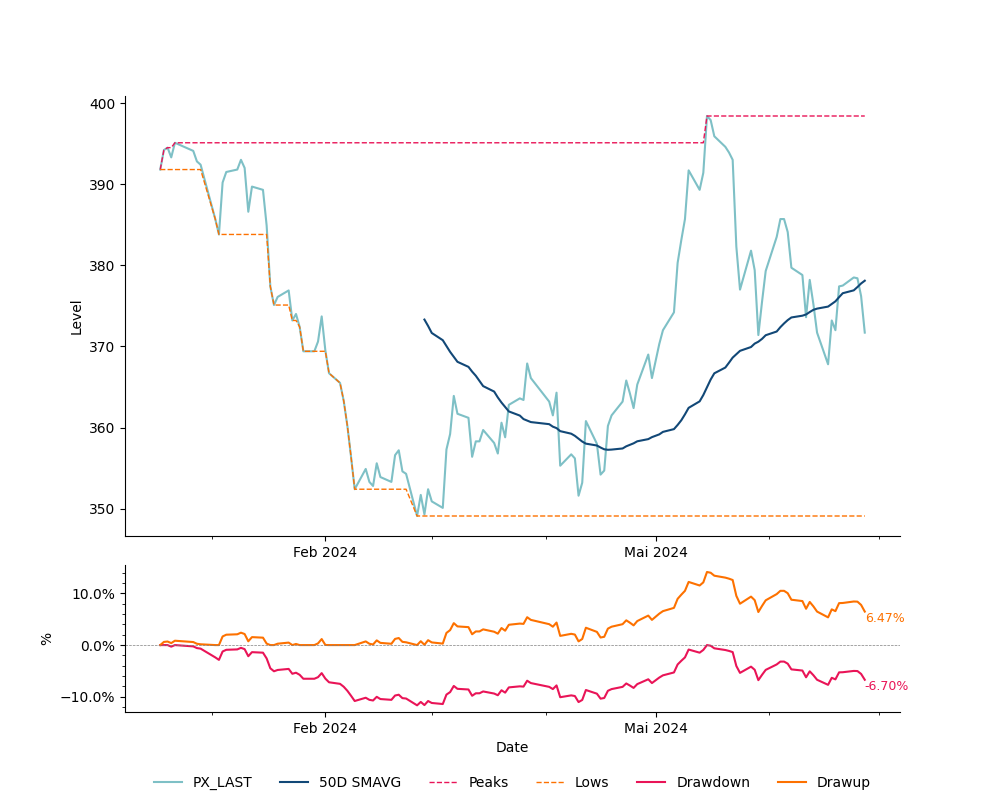 400
390
380
370
360
350
Level
Feb 2024
Mai 2024
10.0%
0.0%
−10.0%
%
6.47%
-6.70%
Feb 2024
Mai 2024
Date
PX_LAST
50D SMAVG
Peaks
Lows
Drawdown
Drawup